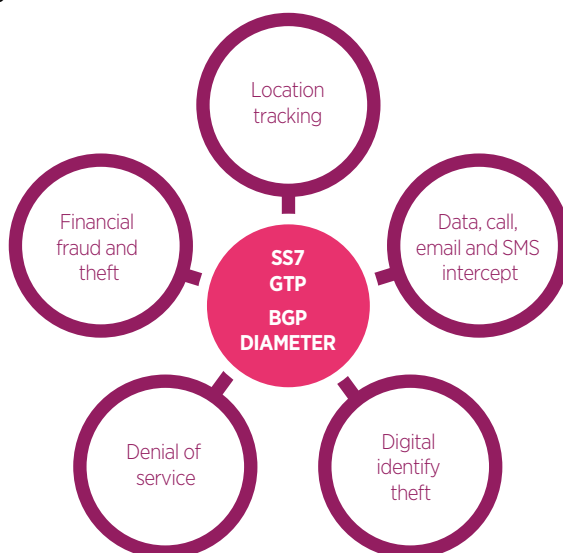 Location
tracking
Financial
fraud and
theft
Data, call,
email and SMS
intercept
SS7
GTP
BGP
DIAMETER
Denial of
service
Digital
identify
theft